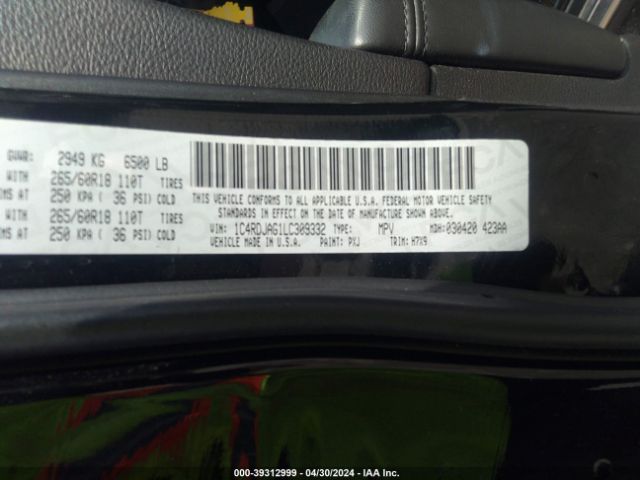 GVWR: 2949 KG 6500 LB
WITH 265/60R18 110T TIRES
MS AT 250 KPA ( 36 PSI) COLD
WITH 265/60R18 110T TIRES
MS AT 250 KPA ( 36 PSI) COLD
THIS VEHICLE CONFORMS TO ALL APPLICABLE U.S.A. FEDERAL MOTOR VEHICLE SAFETY
STANDARDS IN EFFECT ON THE DATE OF MANUFACTURE SHOWN ABOVE.
VIN: 1C4RDJAG1LC309332 TYPE: MPV MDH: 030420 423AA
VEHICLE MADE IN U.S.A. PAINT: PXJ TRIM: H7X9
000-39312999 / 04/30/2024 - IAA Inc.